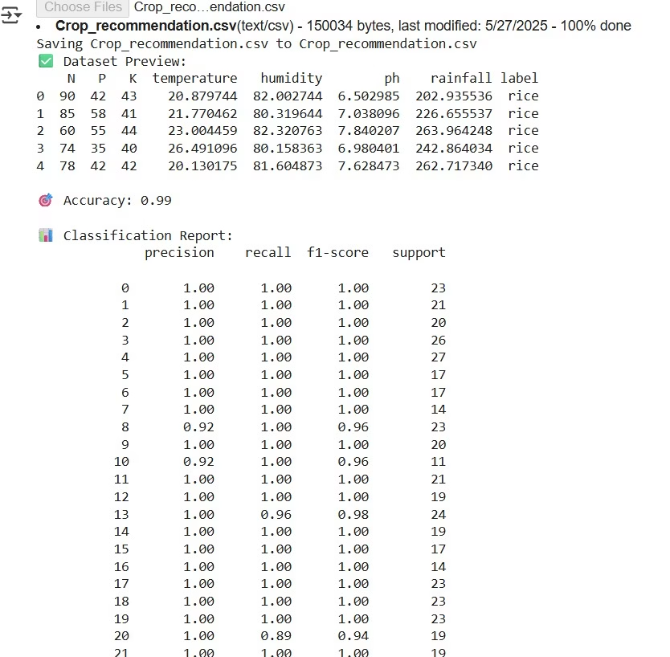 Choose Files Crop_reco...endation.csv
• Crop_recommendation.csv(text/csv) - 150034 bytes, last modified: 5/27/2025 - 100% done
Saving Crop_recommendation.csv to Crop_recommendation.csv
✅ Dataset Preview:
N P K temperature humidity ph rainfall label
0 90 42 43 20.879744 82.002744 6.502985 202.935536 rice
1 85 58 41 21.770462 80.319644 7.038096 226.655537 rice
2 60 55 44 23.004459 82.320763 7.840207 263.964248 rice
3 74 35 40 26.491096 80.158363 6.980401 242.864034 rice
4 78 42 42 20.130175 81.604873 7.628473 262.717340 rice
🎯 Accuracy: 0.99
📊 Classification Report:
precision recall f1-score support
0 1.00 1.00 1.00 23
1 1.00 1.00 1.00 21
2 1.00 1.00 1.00 20
3 1.00 1.00 1.00 26
4 1.00 1.00 1.00 27
5 1.00 1.00 1.00 17
6 1.00 1.00 1.00 17
7 1.00 1.00 1.00 14
8 0.92 1.00 0.96 23
9 1.00 1.00 1.00 20
10 0.92 1.00 0.96 11
11 1.00 1.00 1.00 21
12 1.00 1.00 1.00 19
13 1.00 0.96 0.98 24
14 1.00 1.00 1.00 19
15 1.00 1.00 1.00 17
16 1.00 1.00 1.00 14
17 1.00 1.00 1.00 23
18 1.00 1.00 1.00 23
19 1.00 1.00 1.00 23
20 1.00 0.89 0.94 19
21 1.00 1.00 1.00 19